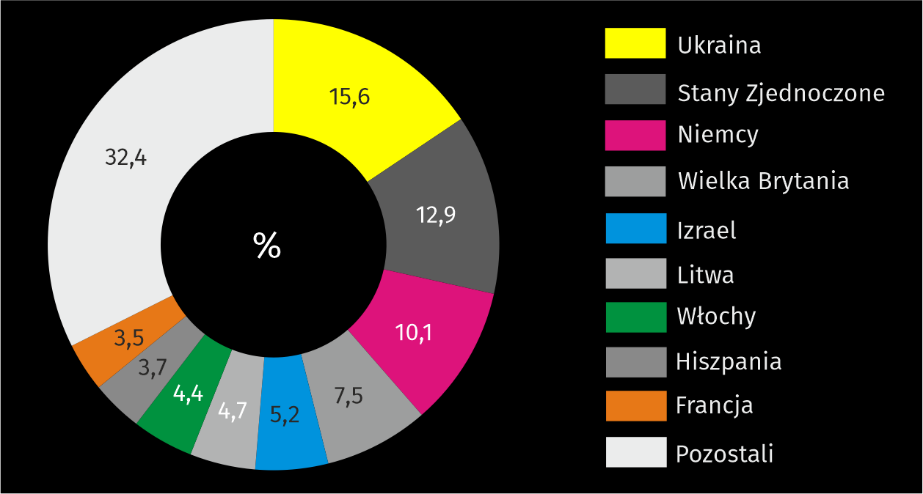 15,6
12,9
10,1
7,5
5,2
4,7
4,4
3,7
3,5
32,4
%
Ukraina
Stany Zjednoczone
Niemcy
Wielka Brytania
Izrael
Litwa
Włochy
Hiszpania
Francja
Pozostali